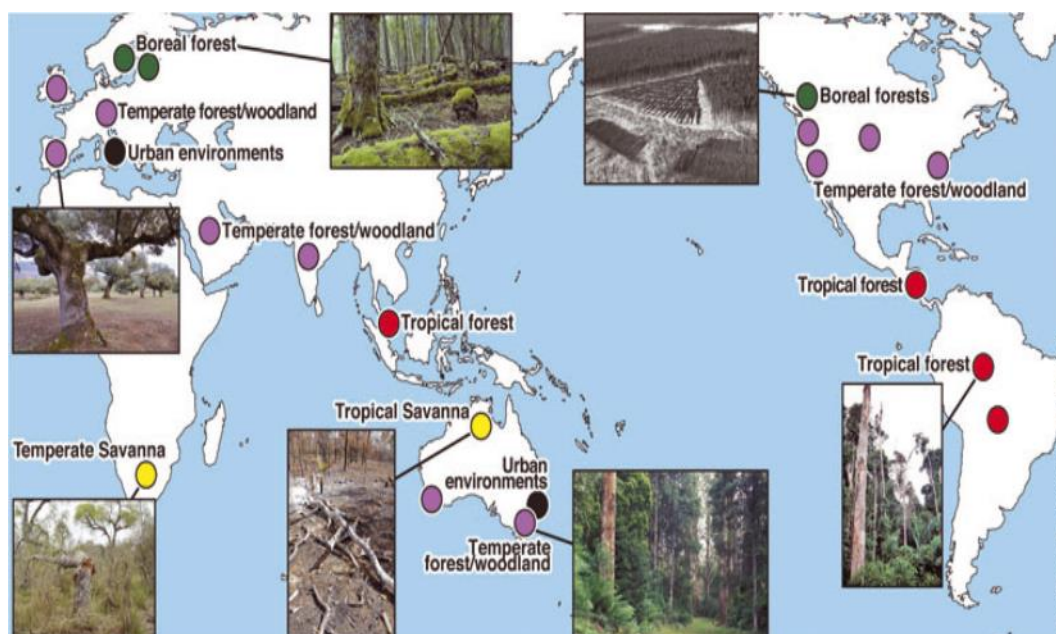 Boreal forest
Boreal forests
Temperate forest/woodland
Urban environments
Temperate forest/woodland
Temperate forest/woodland
Tropical forest
Tropical forest
Tropical forest
Tropical Savanna
Temperate Savanna
Urban
environments
Temperate
forest/woodland